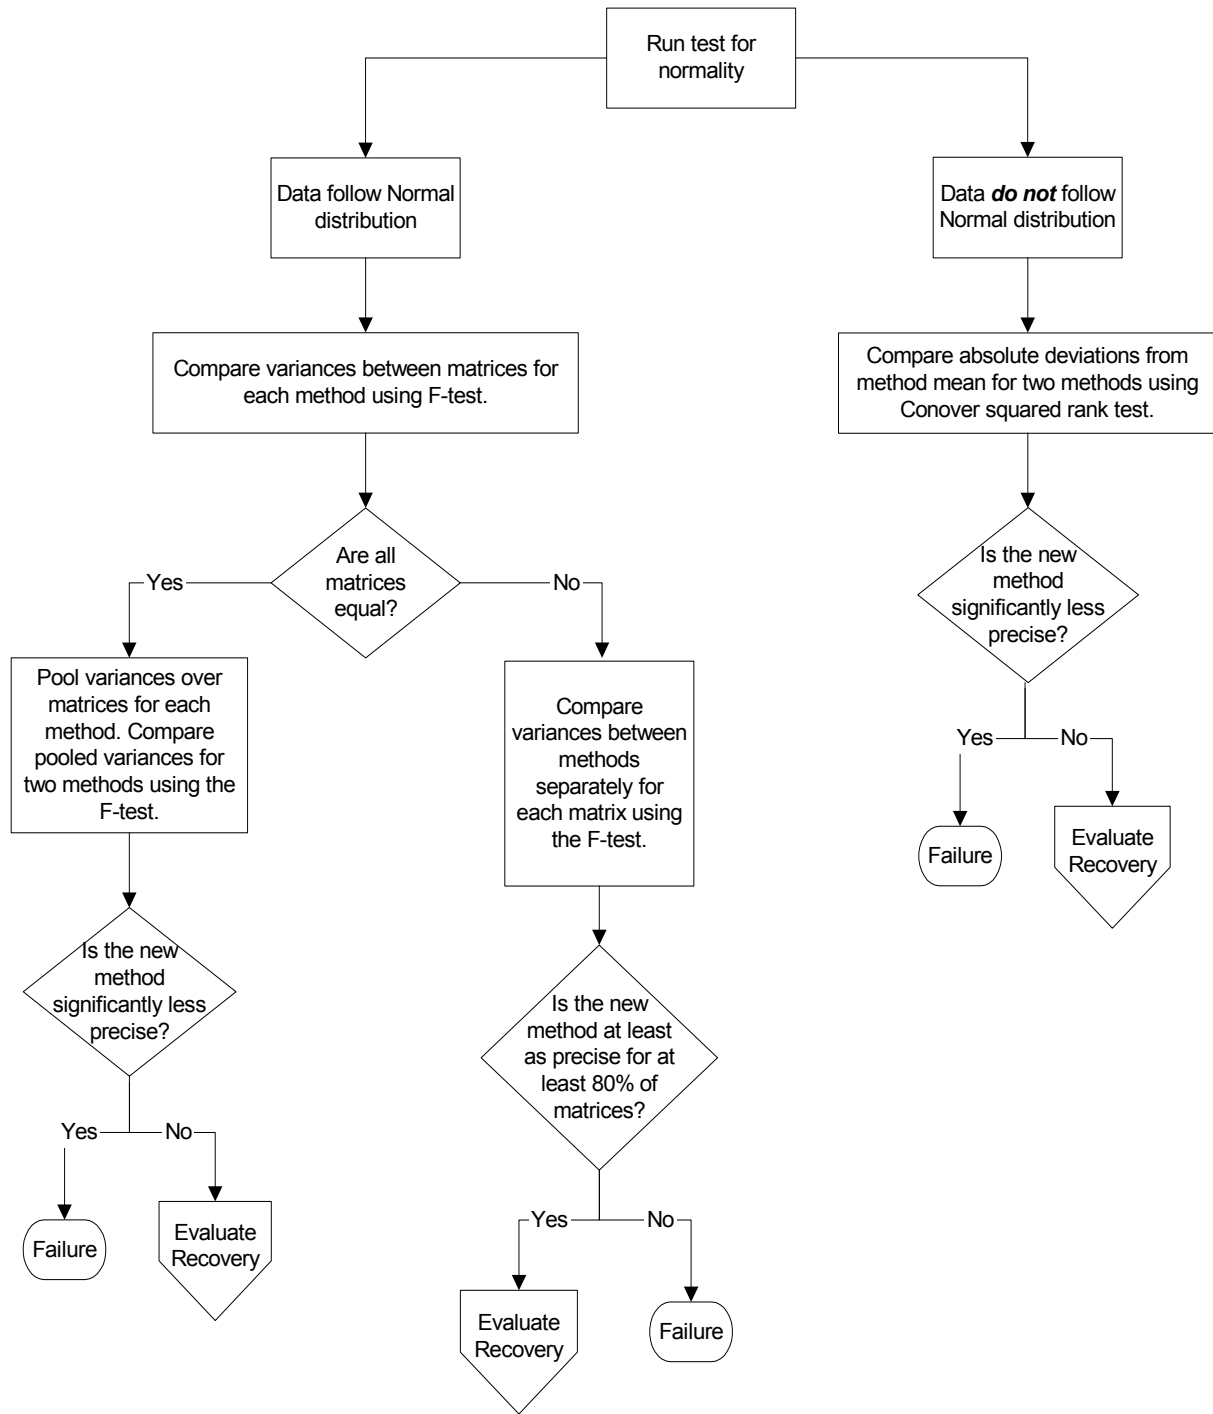 Run test for
normality
Data follow Normal
distribution
Data do not follow
Normal distribution
Compare variances between matrices for
each method using F-test.
Compare absolute deviations from
method mean for two methods using
Conover squared rank test.
Are all
matrices
equal?
Yes
No
Is the new
method
significantly less
precise?
Yes
No
Failure
Evaluate
Recovery
Pool variances over
matrices for each
method. Compare
pooled variances for
two methods using the
F-test.
Compare
variances between
methods
separately for
each matrix using
the F-test.
Is the new
method
significantly less
precise?
Yes
No
Failure
Evaluate
Recovery
Is the new
method at least
as precise for at
least 80% of
matrices?
Yes
No
Evaluate
Recovery
Failure